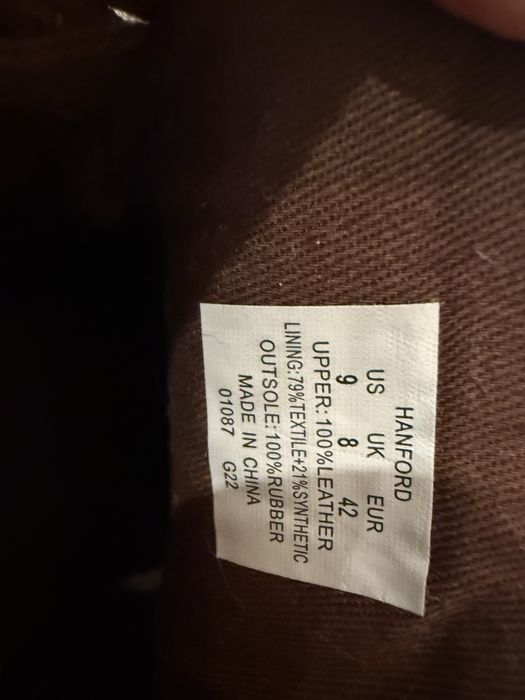 HANFORD
US UK EUR
9 8 42
UPPER:100%LEATHER
LINING:79%TEXTILE+21%SYNTHETIC
OUTSOLE:100%RUBBER
MADE IN CHINA
01087 G22